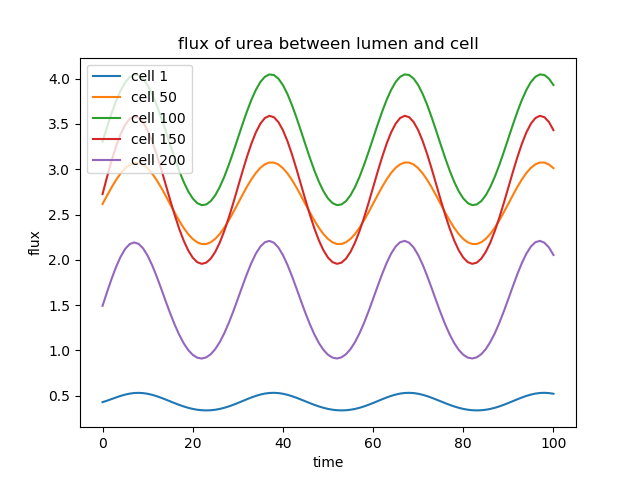 flux of urea between lumen and cell
cell 1
cell 50
cell 100
cell 150
cell 200
flux
4.0
3.5
3.0
2.5
2.0
1.5
1.0
0.5
0 20 40 60 80 100
time